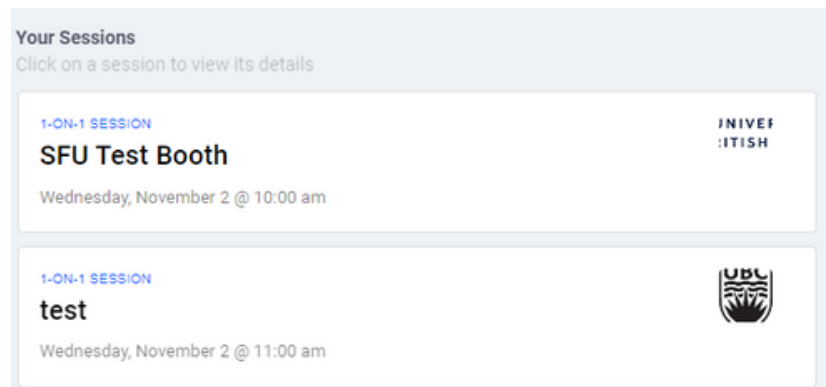 Your Sessions
Click on a session to view its details
1-ON-1 SESSION
SFU Test Booth
Wednesday, November 2 @ 10:00 am
1-ON-1 SESSION
test
Wednesday, November 2 @ 11:00 am
UBC